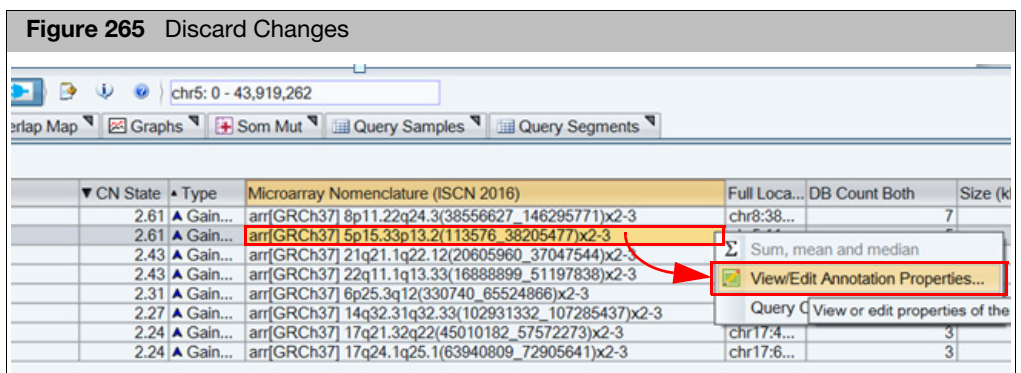 Figure 265 Discard Changes
chr5: 0 - 43,919,262
erlap Map Graphs Som Mut Query Samples Query Segments
CN State Type Microarray Nomenclature (ISCN 2016) Full Loca... DB Count Both Size (kl
2.61 Gain... arr[GRCh37] 8p11.22q24.3(38556627_146295771)x2-3 chr8:38... 7
2.61 Gain... arr[GRCh37] 5p15.33p13.2(113576_38205477)x2-3
2.43 Gain... arr[GRCh37] 21q21.1q22.12(20605960_37047544)x2-3
2.43 Gain... arr[GRCh37] 22q11.1q13.33(16888899_51197838)x2-3
2.31 Gain... arr[GRCh37] 6p25.3q12(330740_65524866)x2-3
2.27 Gain... arr[GRCh37] 14q32.31q32.33(102931332_107285437)x2-3
2.24 Gain... arr[GRCh37] 17q21.32q22(45010182_57572273)x2-3 chr17:4... 3
2.24 Gain... arr[GRCh37] 17q24.1q25.1(63940809_72905641)x2-3 chr17:6... 3
Σ Sum, mean and median
View/Edit Annotation Properties...
Query
View or edit properties of the